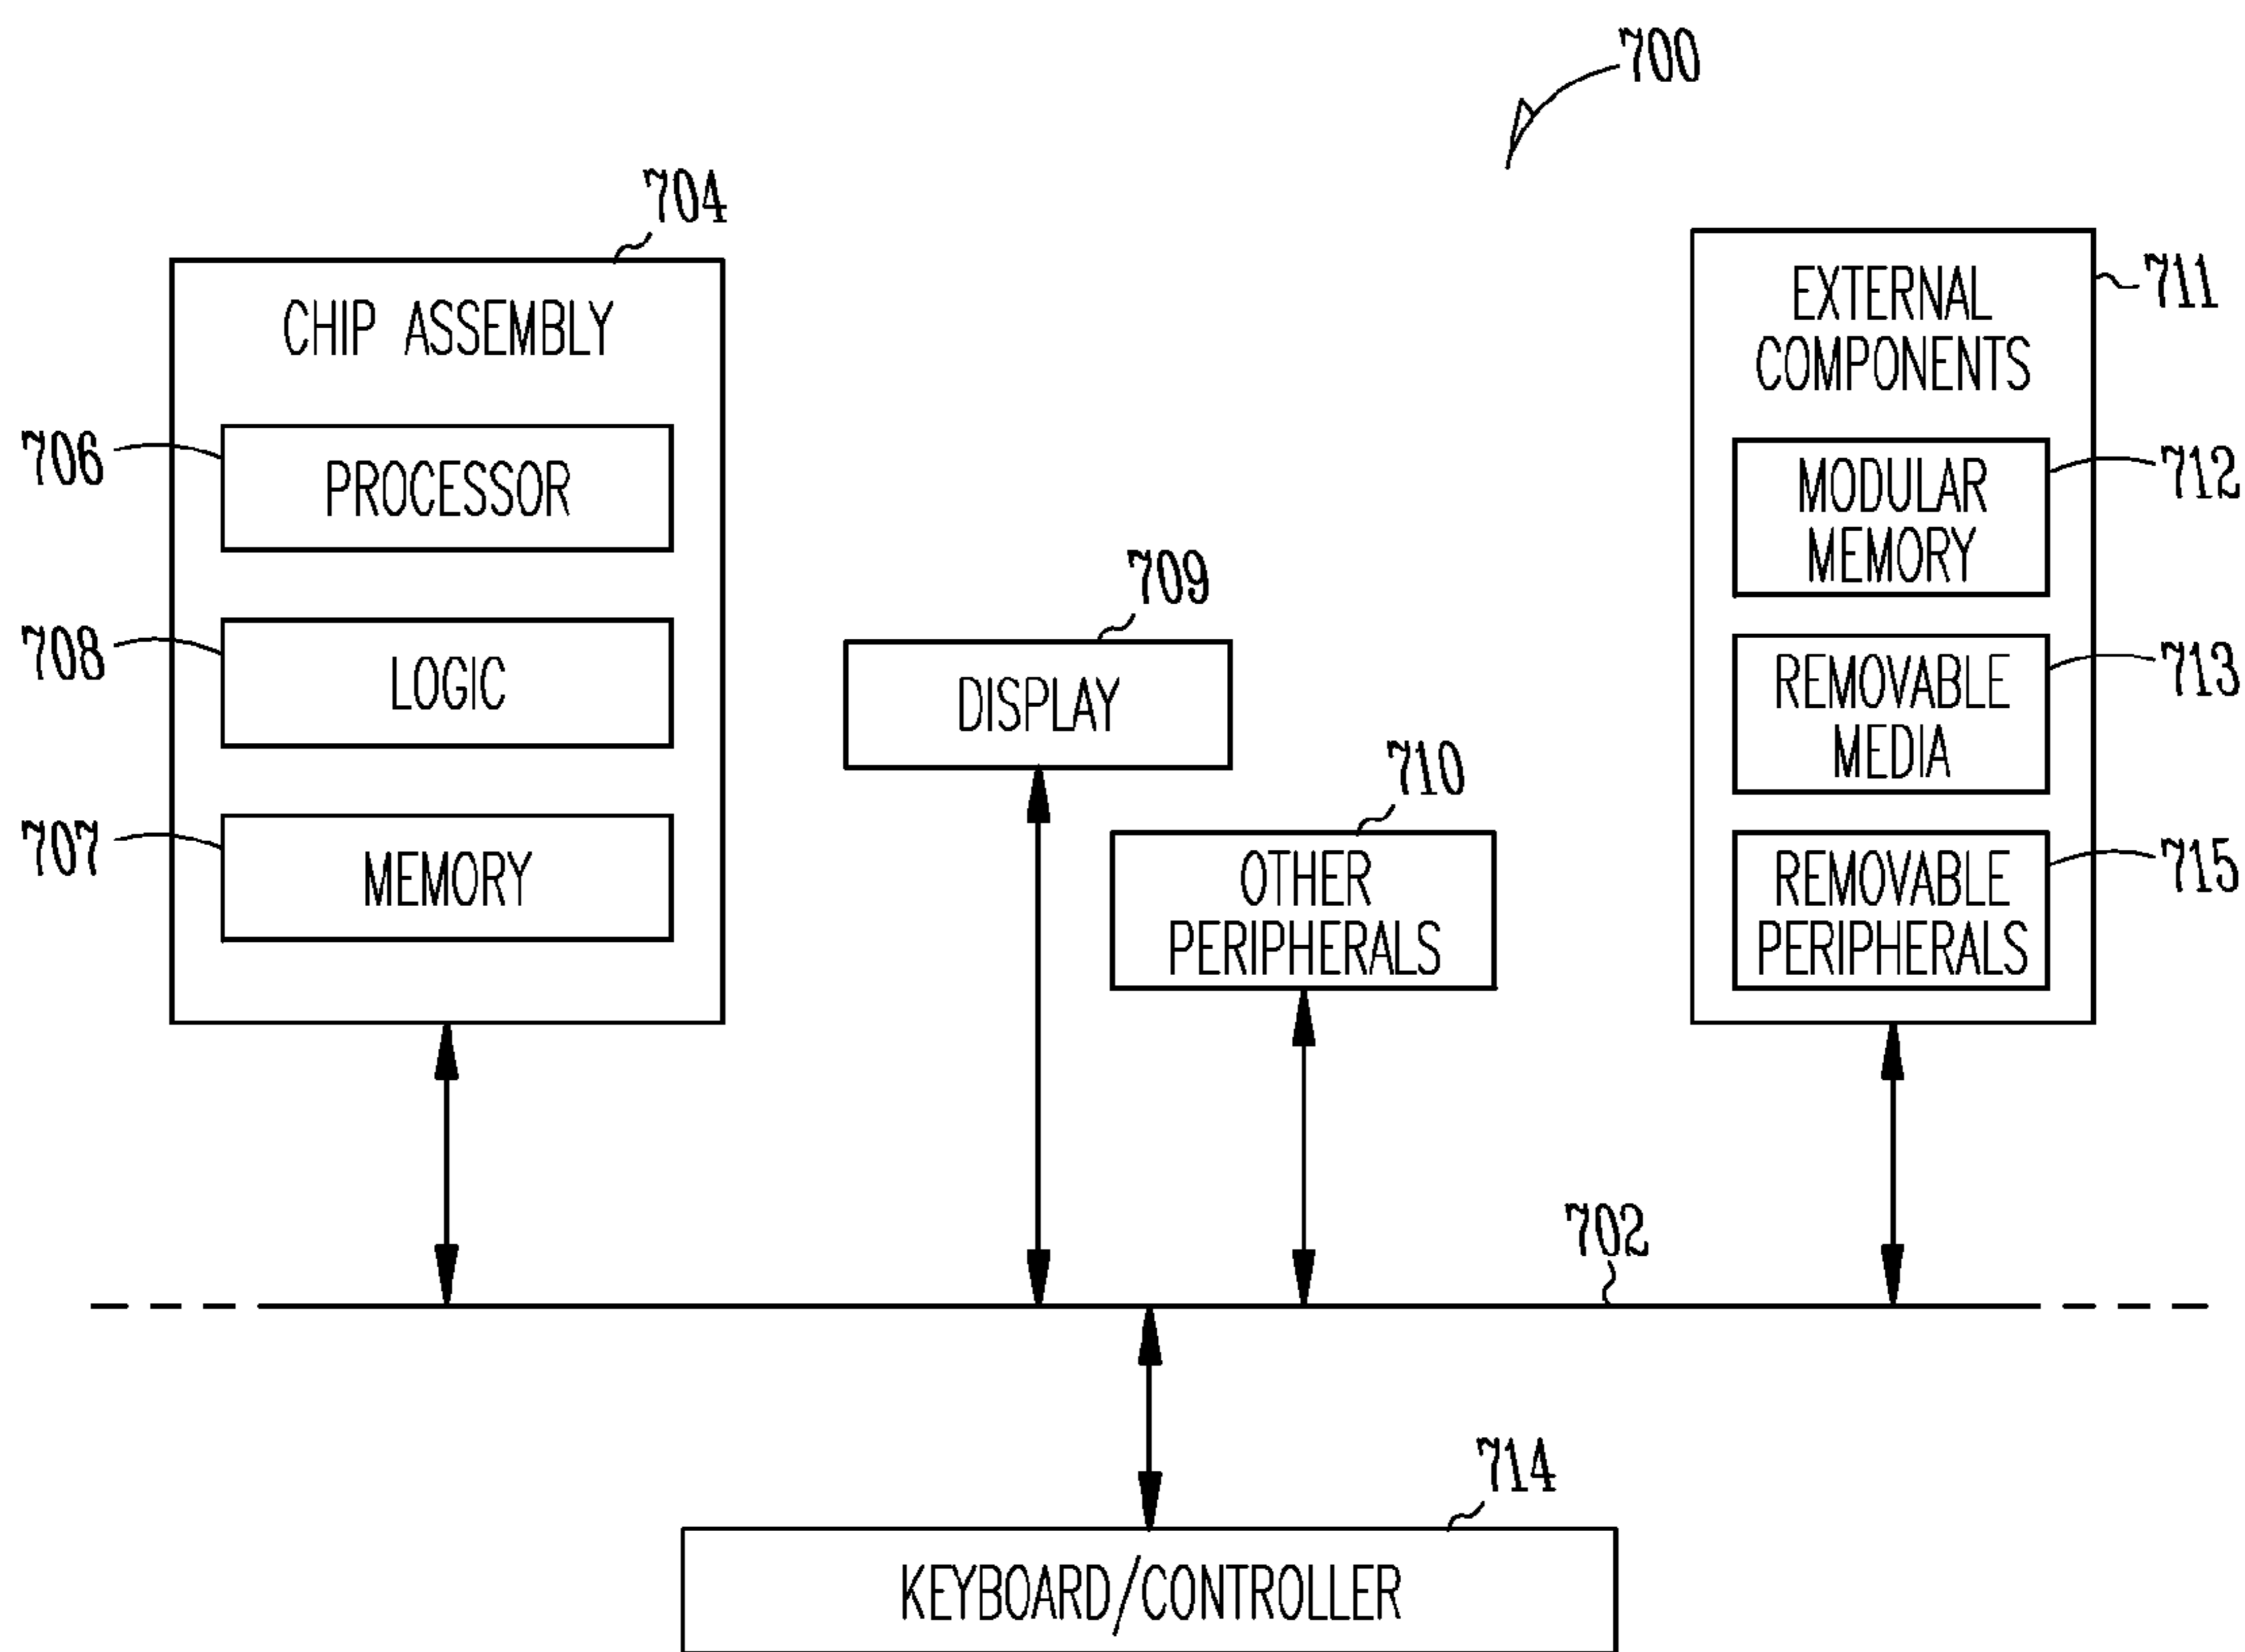 700
704
CHIP ASSEMBLY
706
PROCESSOR
708
LOGIC
707
MEMORY
709
DISPLAY
710
OTHER
PERIPHERALS
711
EXTERNAL
COMPONENTS
712
MODULAR
MEMORY
713
REMOVABLE
MEDIA
715
REMOVABLE
PERIPHERALS
702
714
KEYBOARD/CONTROLLER